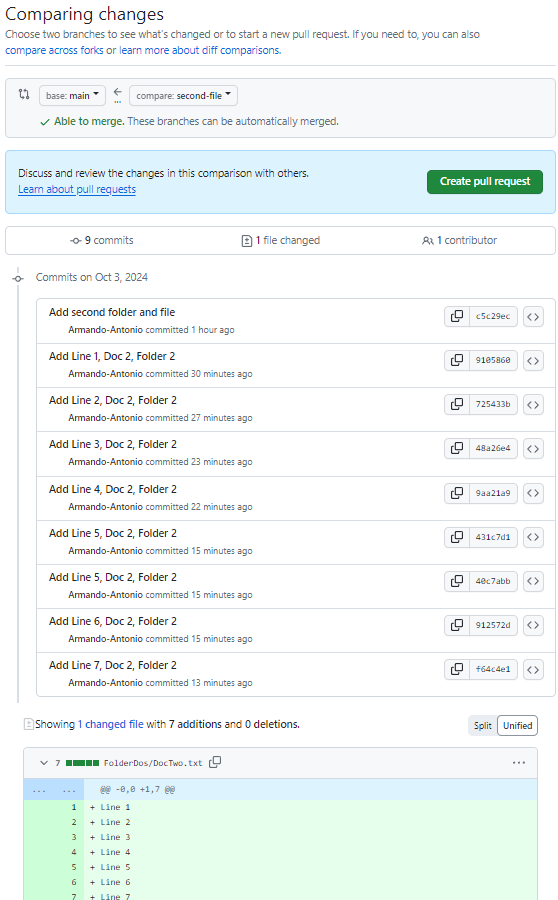 Comparing changes
Choose two branches to see what's changed or to start a new pull request. If you need to, you can also
compare across forks or learn more about diff comparisons.
base: main
compare: second-file
...
Able to merge. These branches can be automatically merged.
Discuss and review the changes in this comparison with others.
Learn about pull requests
Create pull request
9 commits 1 file changed 1 contributor
Commits on Oct 3, 2024
Add second folder and file
Armando-Antonio committed 1 hour ago
c5c29ec
Add Line 1, Doc 2, Folder 2
Armando-Antonio committed 30 minutes ago
9105860
Add Line 2, Doc 2, Folder 2
Armando-Antonio committed 27 minutes ago
725433b
Add Line 3, Doc 2, Folder 2
Armando-Antonio committed 23 minutes ago
48a26e4
Add Line 4, Doc 2, Folder 2
Armando-Antonio committed 22 minutes ago
9aa21a9
Add Line 5, Doc 2, Folder 2
Armando-Antonio committed 15 minutes ago
431c7d1
Add Line 5, Doc 2, Folder 2
Armando-Antonio committed 15 minutes ago
40c7abb
Add Line 6, Doc 2, Folder 2
Armando-Antonio committed 15 minutes ago
912572d
Add Line 7, Doc 2, Folder 2
Armando-Antonio committed 13 minutes ago
f64c4e1
Showing 1 changed file with 7 additions and 0 deletions.
Split Unified
7 FolderDos/DocTwo.txt
... ... @@ -0,0 +1,7 @@
1 + Line 1
2 + Line 2
3 + Line 3
4 + Line 4
5 + Line 5
6 + Line 6
7 + Line 7